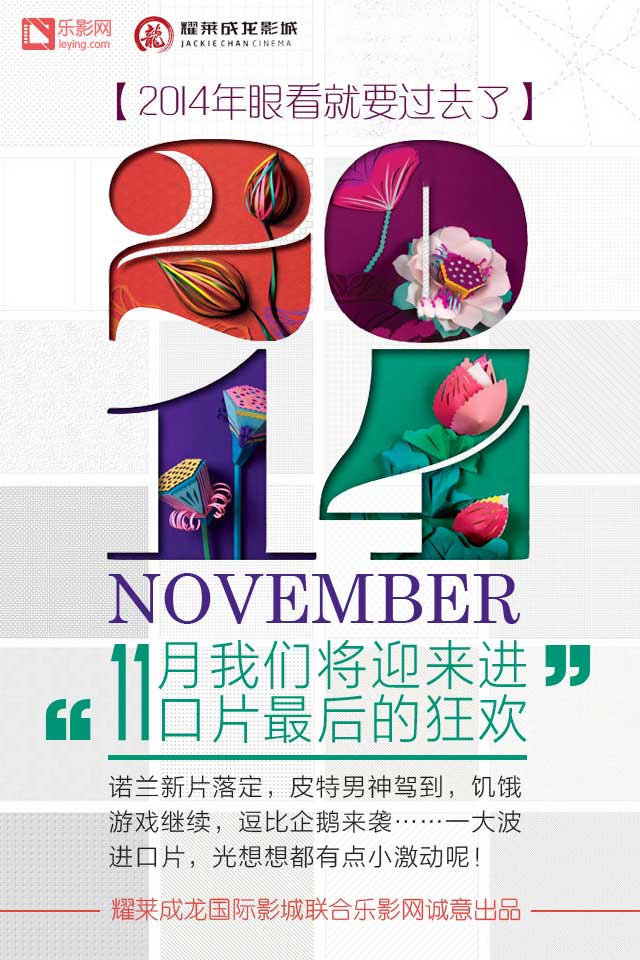 乐影网
leying.com
耀莱成龙影城
JACKIE CHAN CINEMA
【2014年眼看就要过去了】
20
14
NOVEMBER
“11月我们将迎来进
口片最后的狂欢”
诺兰新片落定，皮特男神驾到，饥饿
游戏继续，逗比企鹅来袭……一大波
进口片，光想想都有点小激动呢！
耀莱成龙国际影城联合乐影网诚意出品